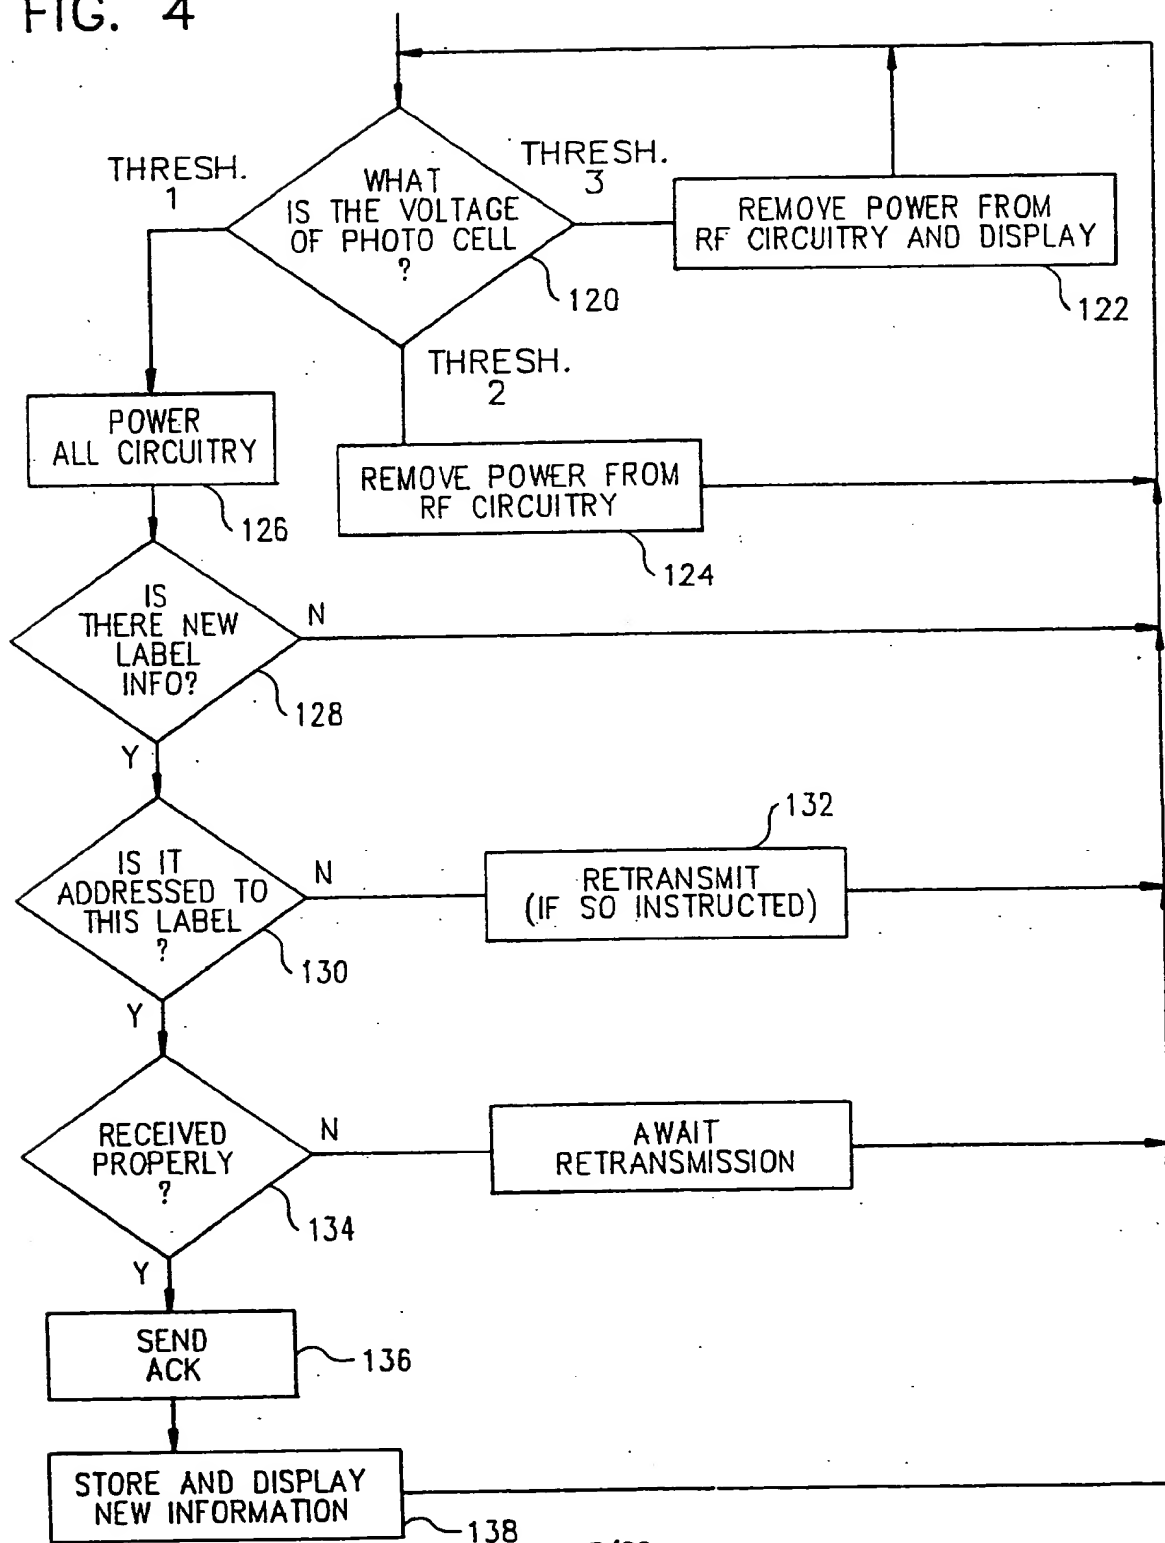 FIG. 4
THRESH.
1
WHAT
IS THE VOLTAGE
OF PHOTO CELL
?
120
THRESH.
3
REMOVE POWER FROM
RF CIRCUITRY AND DISPLAY
122
THRESH.
2
POWER
ALL CIRCUITRY
126
REMOVE POWER FROM
RF CIRCUITRY
124
IS
THERE NEW
LABEL
INFO?
N
128
Y
IS IT
ADDRESSED TO
THIS LABEL
?
N
130
132
RETRANSMIT
(IF SO INSTRUCTED)
Y
RECEIVED
PROPERLY
?
N
134
AWAIT
RETRANSMISSION
Y
SEND
ACK
136
STORE AND DISPLAY
NEW INFORMATION
138